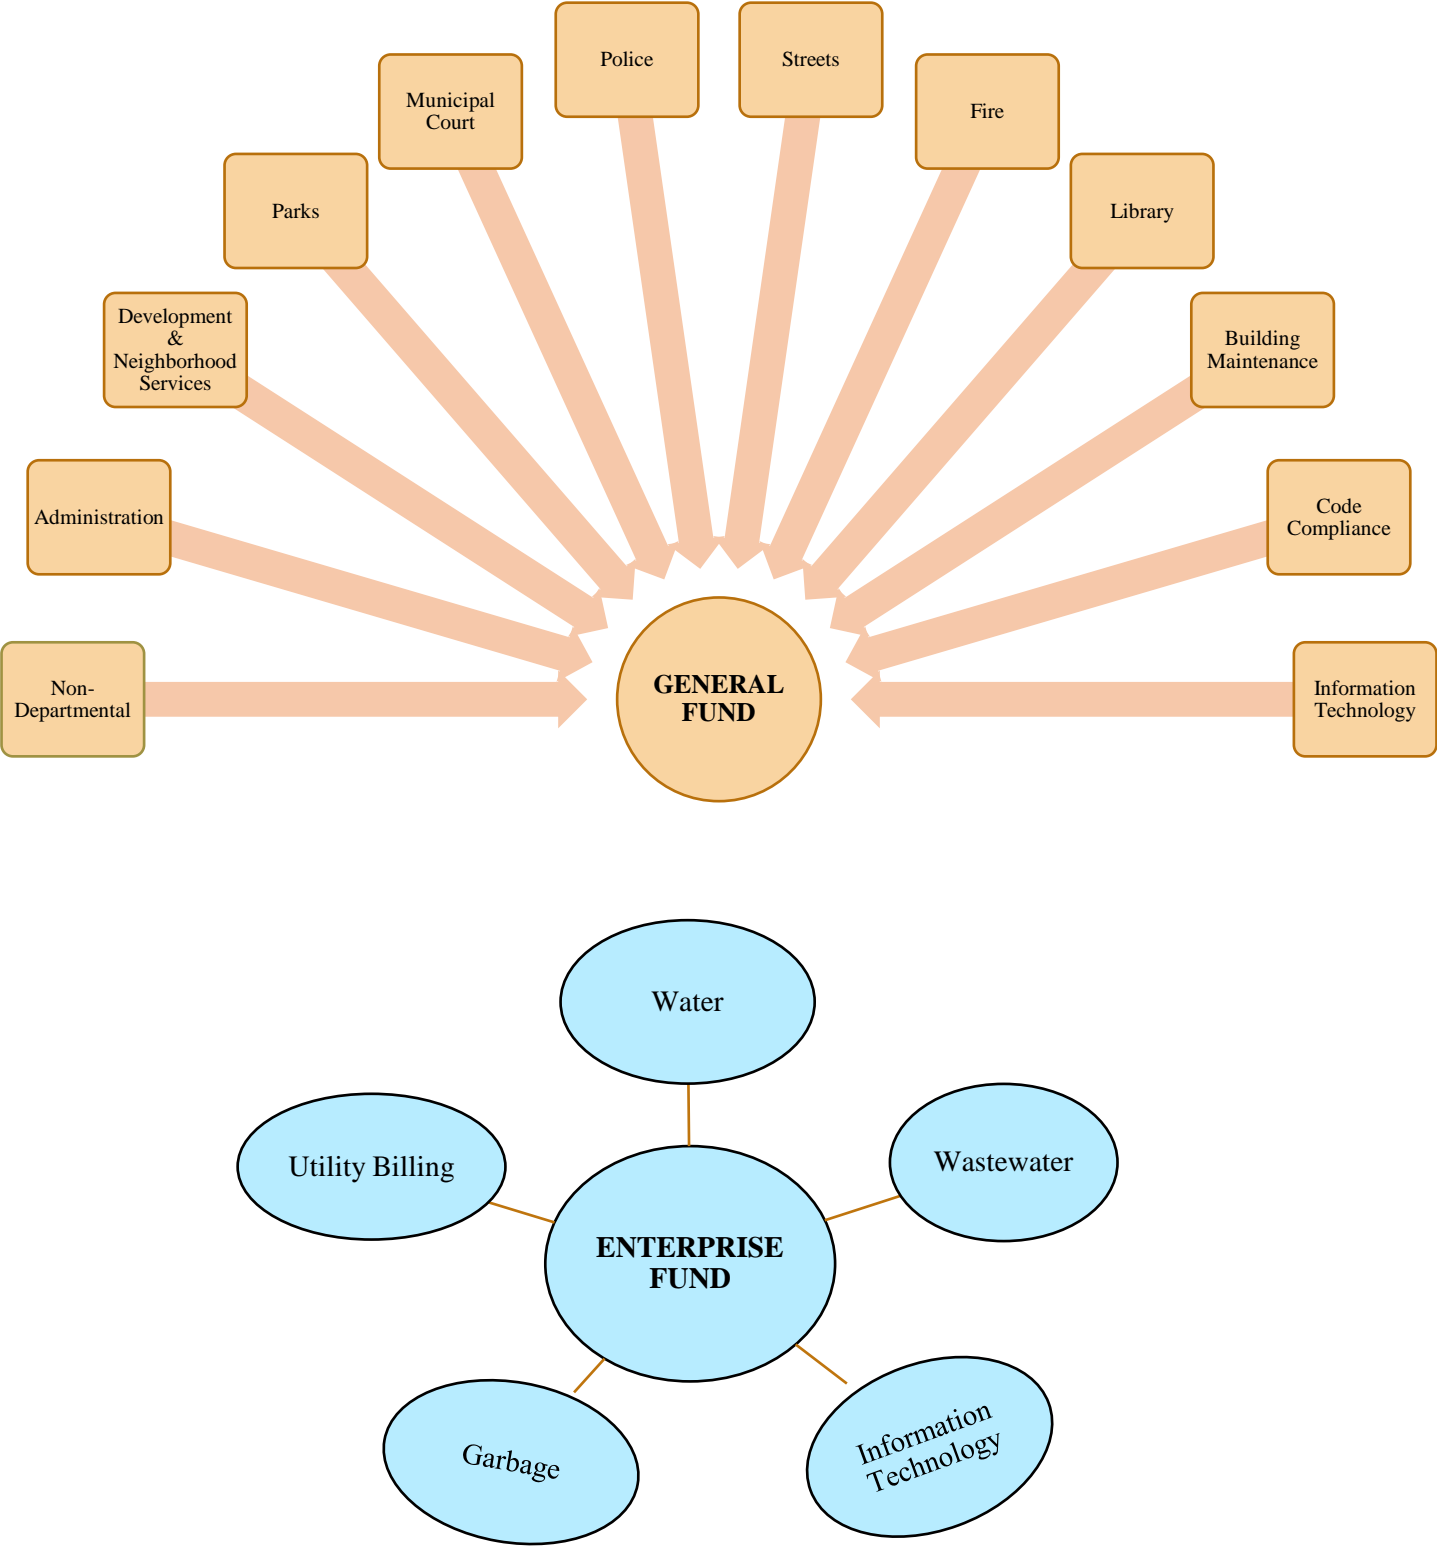 Police
Streets
Municipal
Court
Fire
Parks
Library
Development
&
Neighborhood
Services
Building
Maintenance
Administration
Code
Compliance
Non-
Departmental
GENERAL
FUND
Information
Technology
Water
Utility Billing
Wastewater
ENTERPRISE
FUND
Garbage
Information
Technology